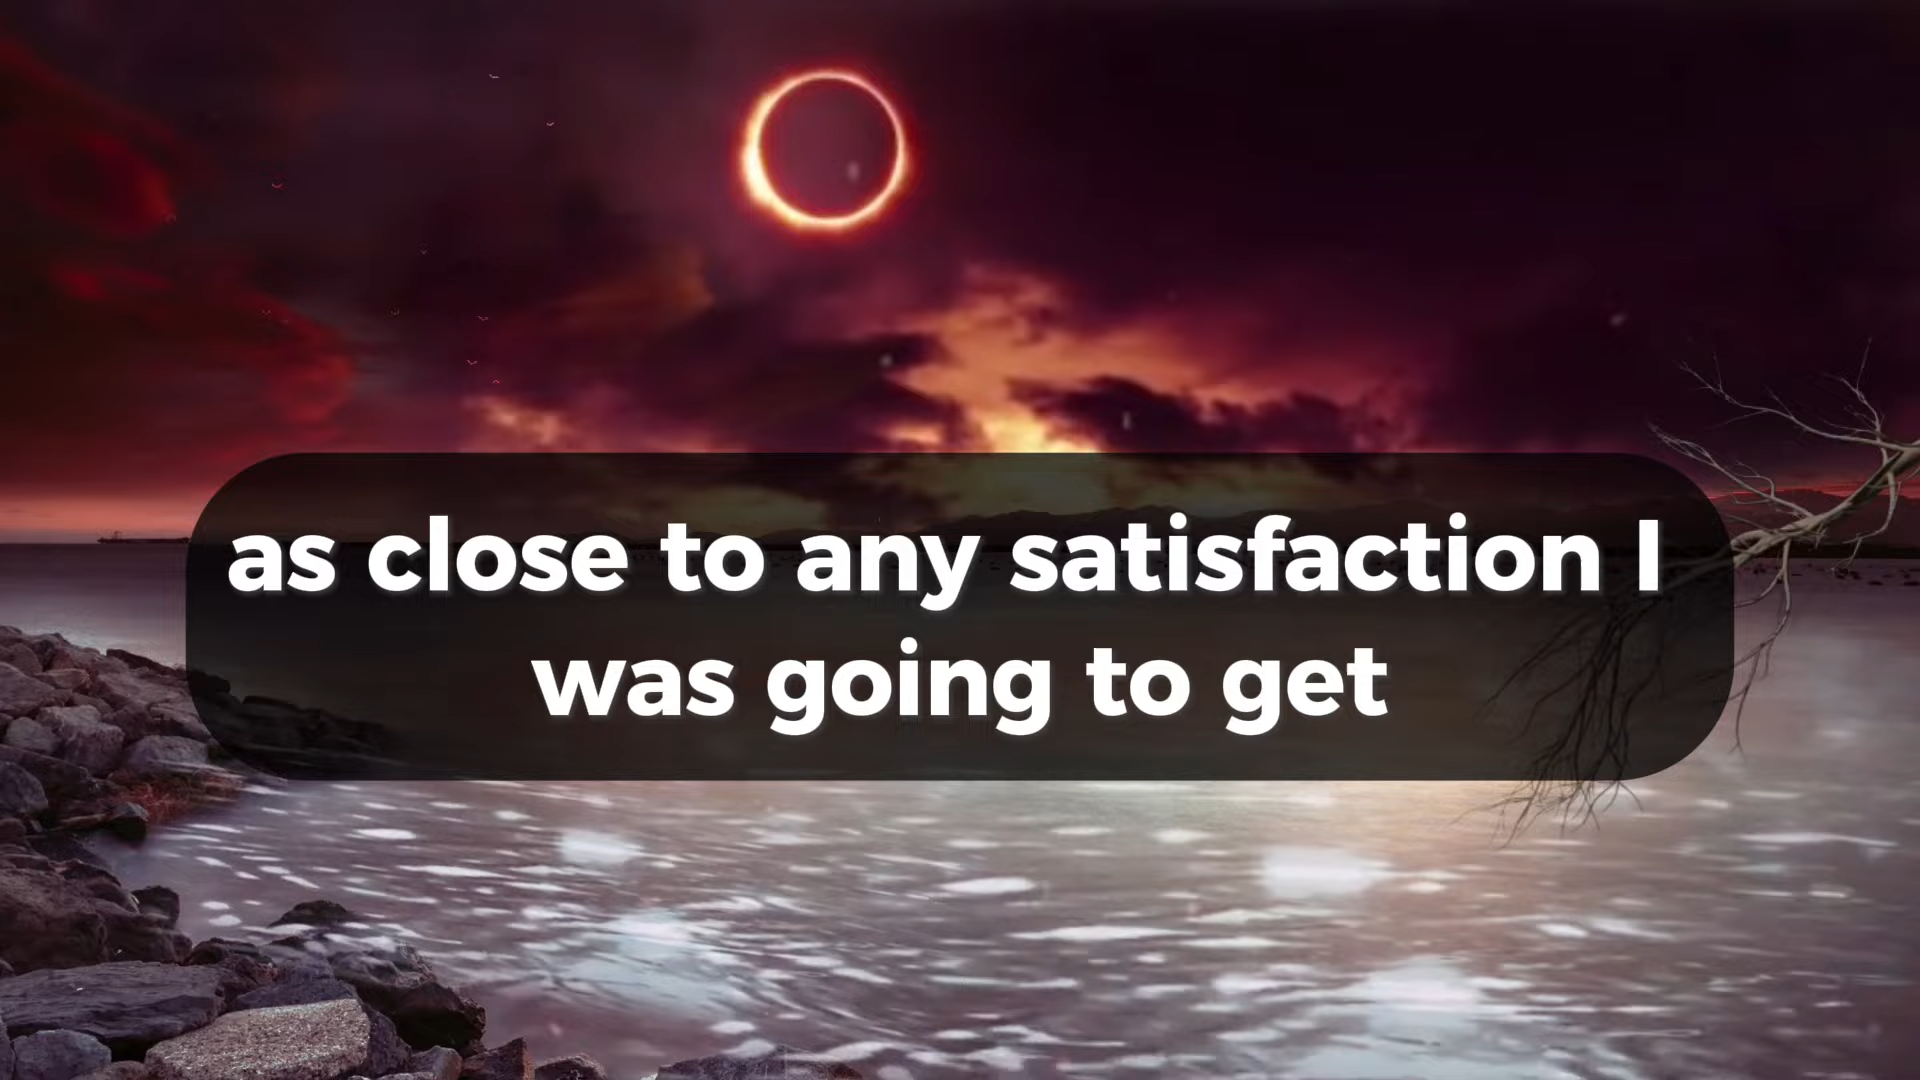 as close to any satisfaction I
was going to get